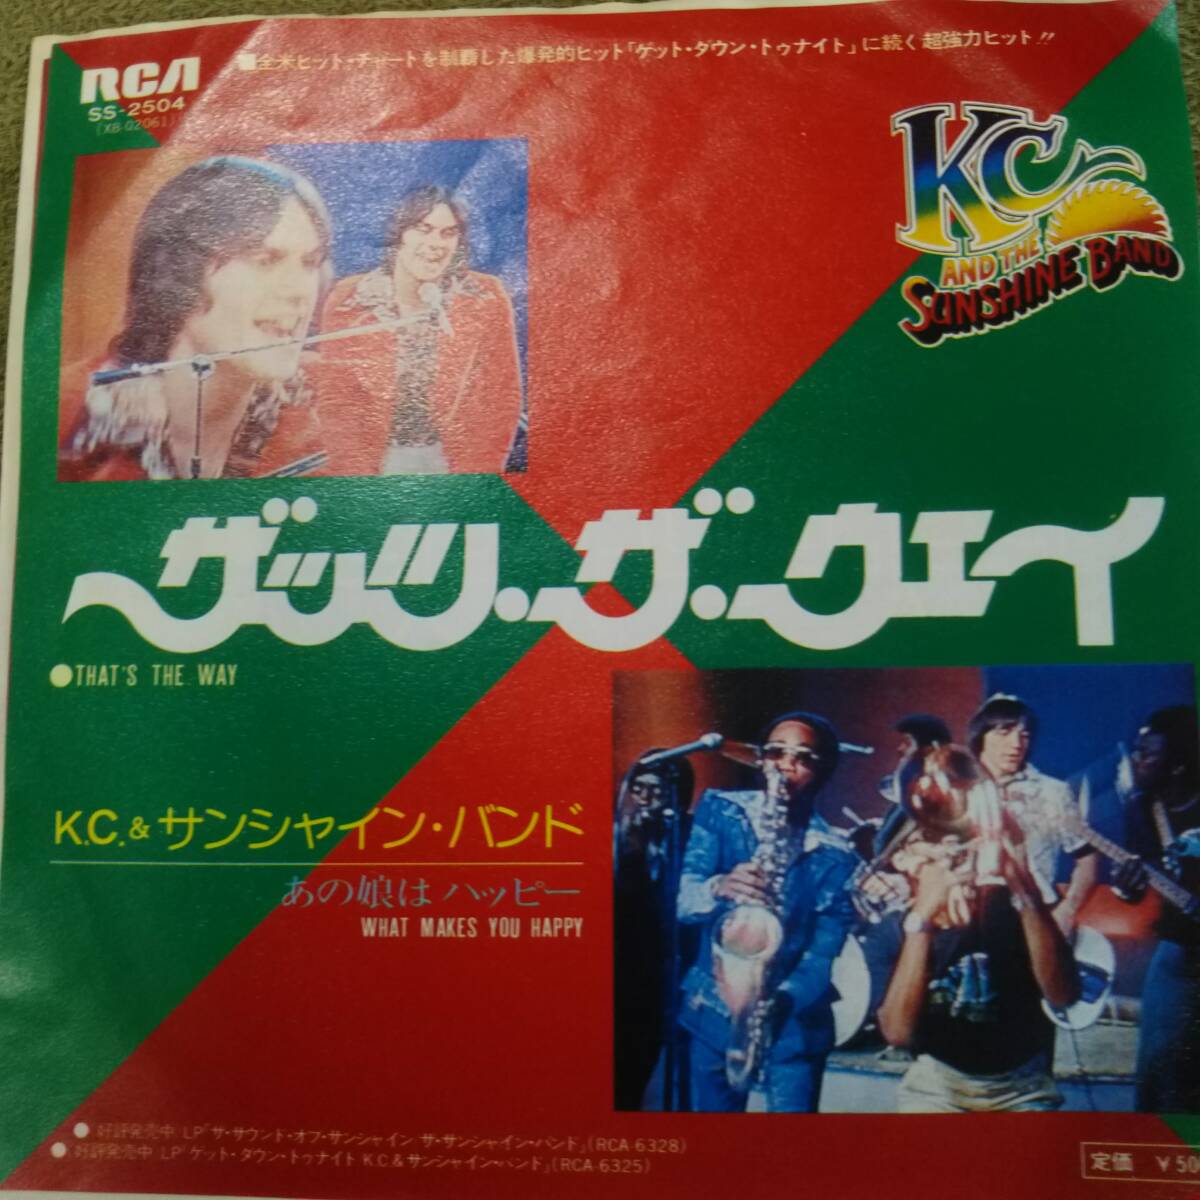 RCA
SS-2504
(XB-02061)
■全米ヒット・チャートを制覇した爆発的ヒット「ゲット・ダウン・トゥナイト」に続く超強力ヒット!!
KC
AND THE
SUNSHINE BAND
ザッツ・ザ・ウェイ
●THAT'S THE WAY
K.C.&サンシャイン・バンド
あの娘は ハッピー
WHAT MAKES YOU HAPPY
● 好評発売中 LP「ザ・サウンド・オブ・サンシャイン/ザ・サンシャイン・バンド」(RCA-6328)
● 好評発売中 LP「ゲット・ダウン・トゥナイト/K.C.&サンシャイン・バンド」(RCA-6325)
定価 ¥50